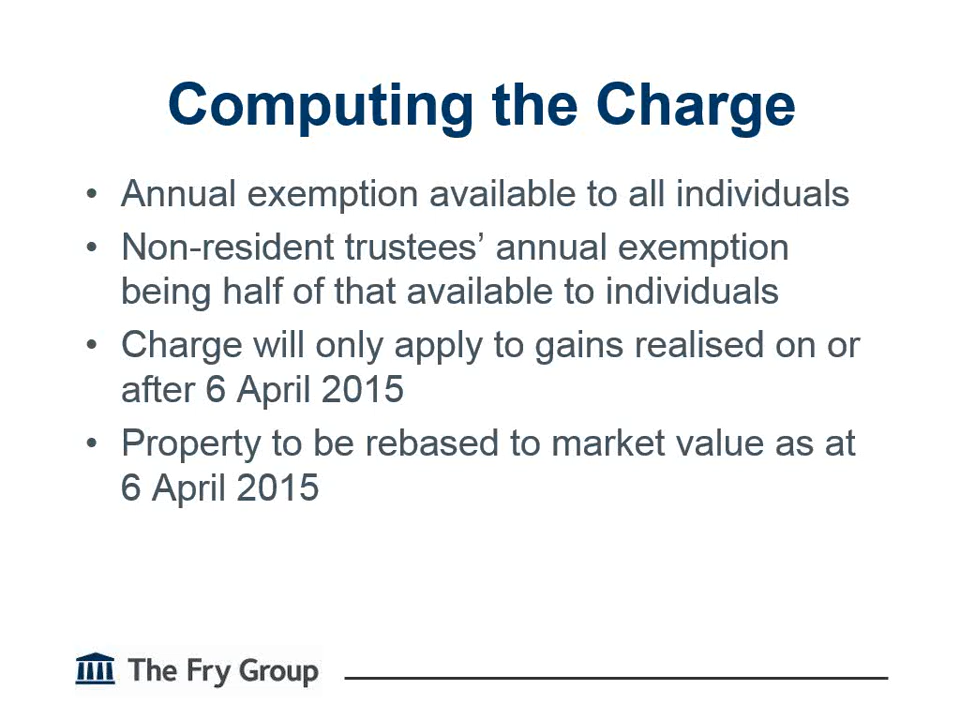 Computing the Charge
• Annual exemption available to all individuals
• Non-resident trustees’ annual exemption
being half of that available to individuals
• Charge will only apply to gains realised on or
after 6 April 2015
• Property to be rebased to market value as at
6 April 2015
The Fry Group